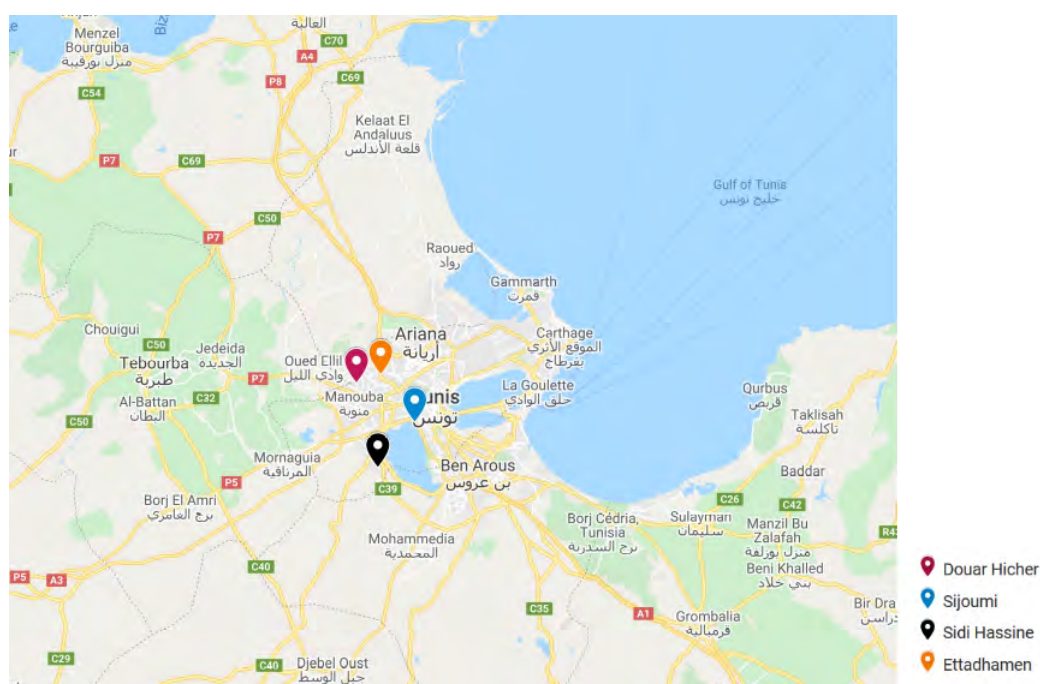 العالية
Menzel
Bourguiba
منزل بورقيبة
C70
A4
P8
C69
C54
Kelaat El
Andaluus
قلعة الأندلس
P7
C69
Gulf of Tunis
خليج تونس
C50
P7
Raoued
رواد
Gammarth
قمرت
Chouigui
C50
Jedeida
الجديدة
Tebourba
طبربة
Ariana
أريانة
Carthage
الموقع الأثري
بقرطاج
Oued Ellil
وادي الليل
P7
La Goulette
حلق الوادي
Manouba
منوبة
unis
تونس
El-Battan
البطان
C32
C50
Qurbus
قربص
Taklisah
تاكلسة
Mornaguia
المرناقية
P5
C39
Ben Arous
بن عروس
Baddar
Borj El Amri
برج العامري
C26
C42
Mohammedia
المحمدية
Borj Cédria,
Tunisia
برج السدرية
Sulayman
سليمان
Manzil Bu
Zalafah
منزل بوزلفة
Beni Khalled
بني خلاد
P5
A3
C40
C35
A1
Grombalia
قرمبالية
Bir Dra
C29
C40
Djebel Oust
جبل الوسط
Douar Hicher
Sijoumi
Sidi Hassine
Ettadhamen